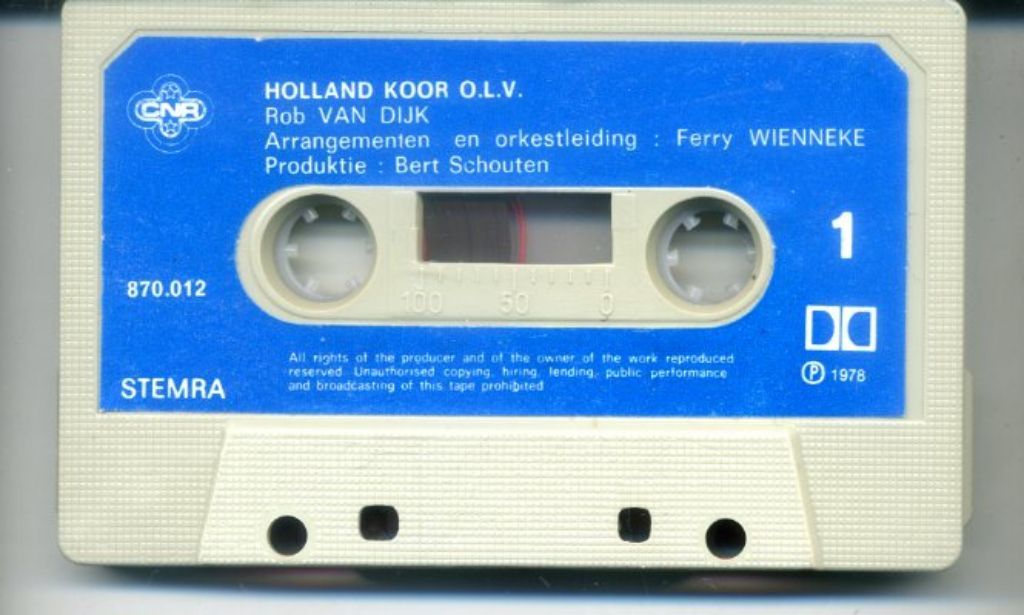 CNR
HOLLAND KOOR O.L.V.
Rob VAN DIJK
Arrangementen en orkestleiding : Ferry WIENNEKE
Produktie : Bert Schouten
1
870.012
100 50 0
STEMRA
All rights of the producer and of the owner of the work reproduced
reserved. Unauthorised copying, hiring, lending, public performance
and broadcasting of this tape prohibited
Ⓟ 1978